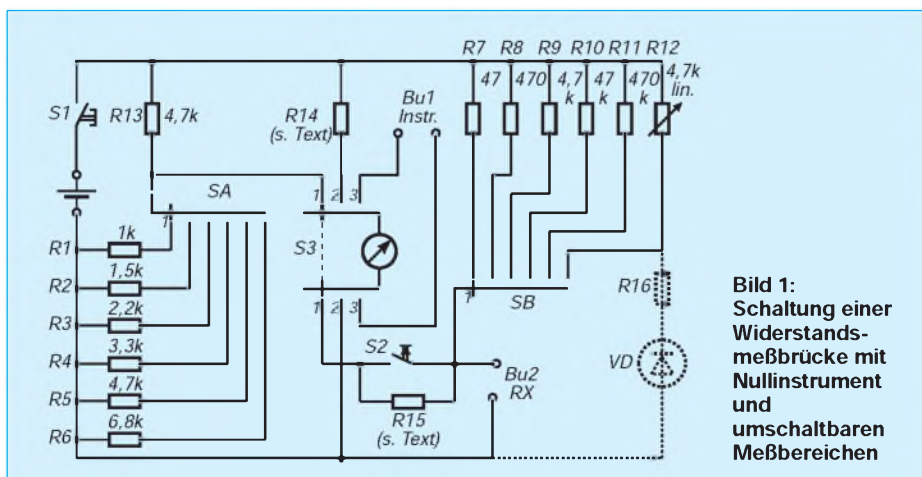 R7 R8 R9 R10 R11 R12
47 470 4,7k 47k 470k 4,7k lin.
S1
R13 4,7k
R14
(s. Text)
Bu1
Instr.
SA
1 2 3
1
S3
R1 1k
R2 1,5k
R3 2,2k
R4 3,3k
R5 4,7k
R6 6,8k
1 2 3
S2
R15
(s. Text)
1
SB
Bu2
RX
R16
VD
Bild 1:
Schaltung einer
Widerstands-
meßbrücke mit
Nullinstrument
und
umschaltbaren
Meßbereichen